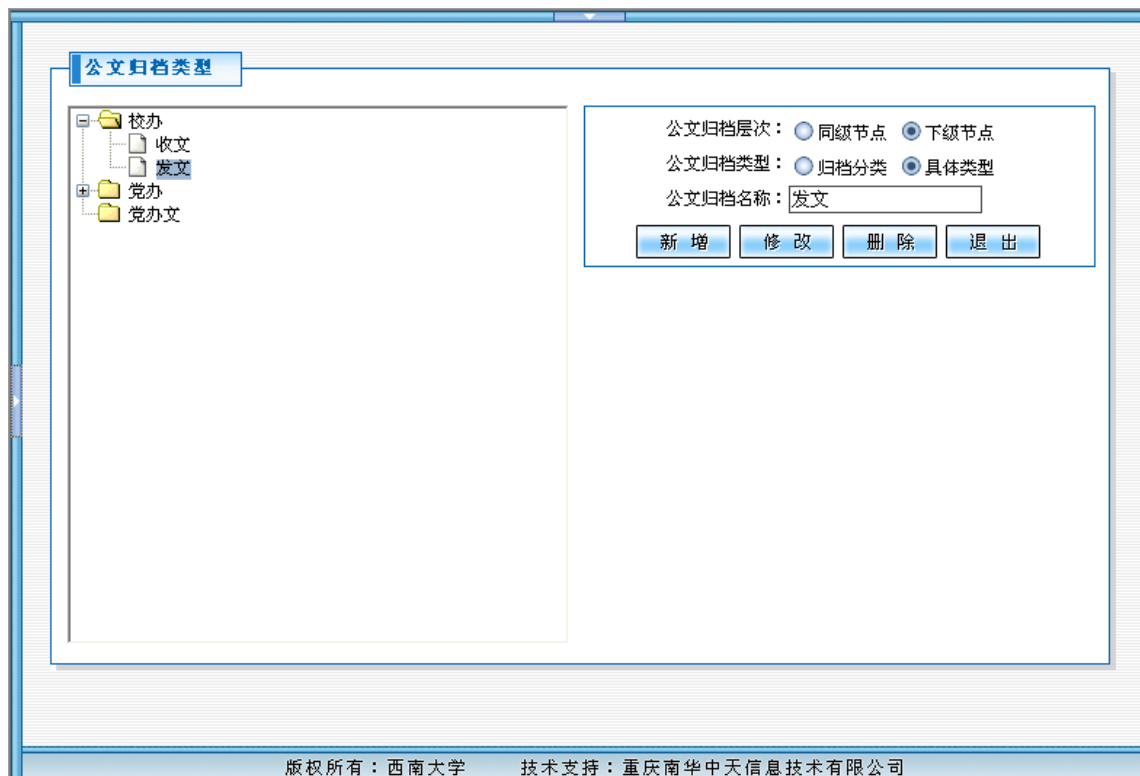 公文归档类型
校办
收文
发文
党办
党办文
公文归档层次： 同级节点 下级节点
公文归档类型： 归档分类 具体类型
公文归档名称： 发文
新 增 修 改 删 除 退 出
版权所有：西南大学 技术支持：重庆南华中天信息技术有限公司